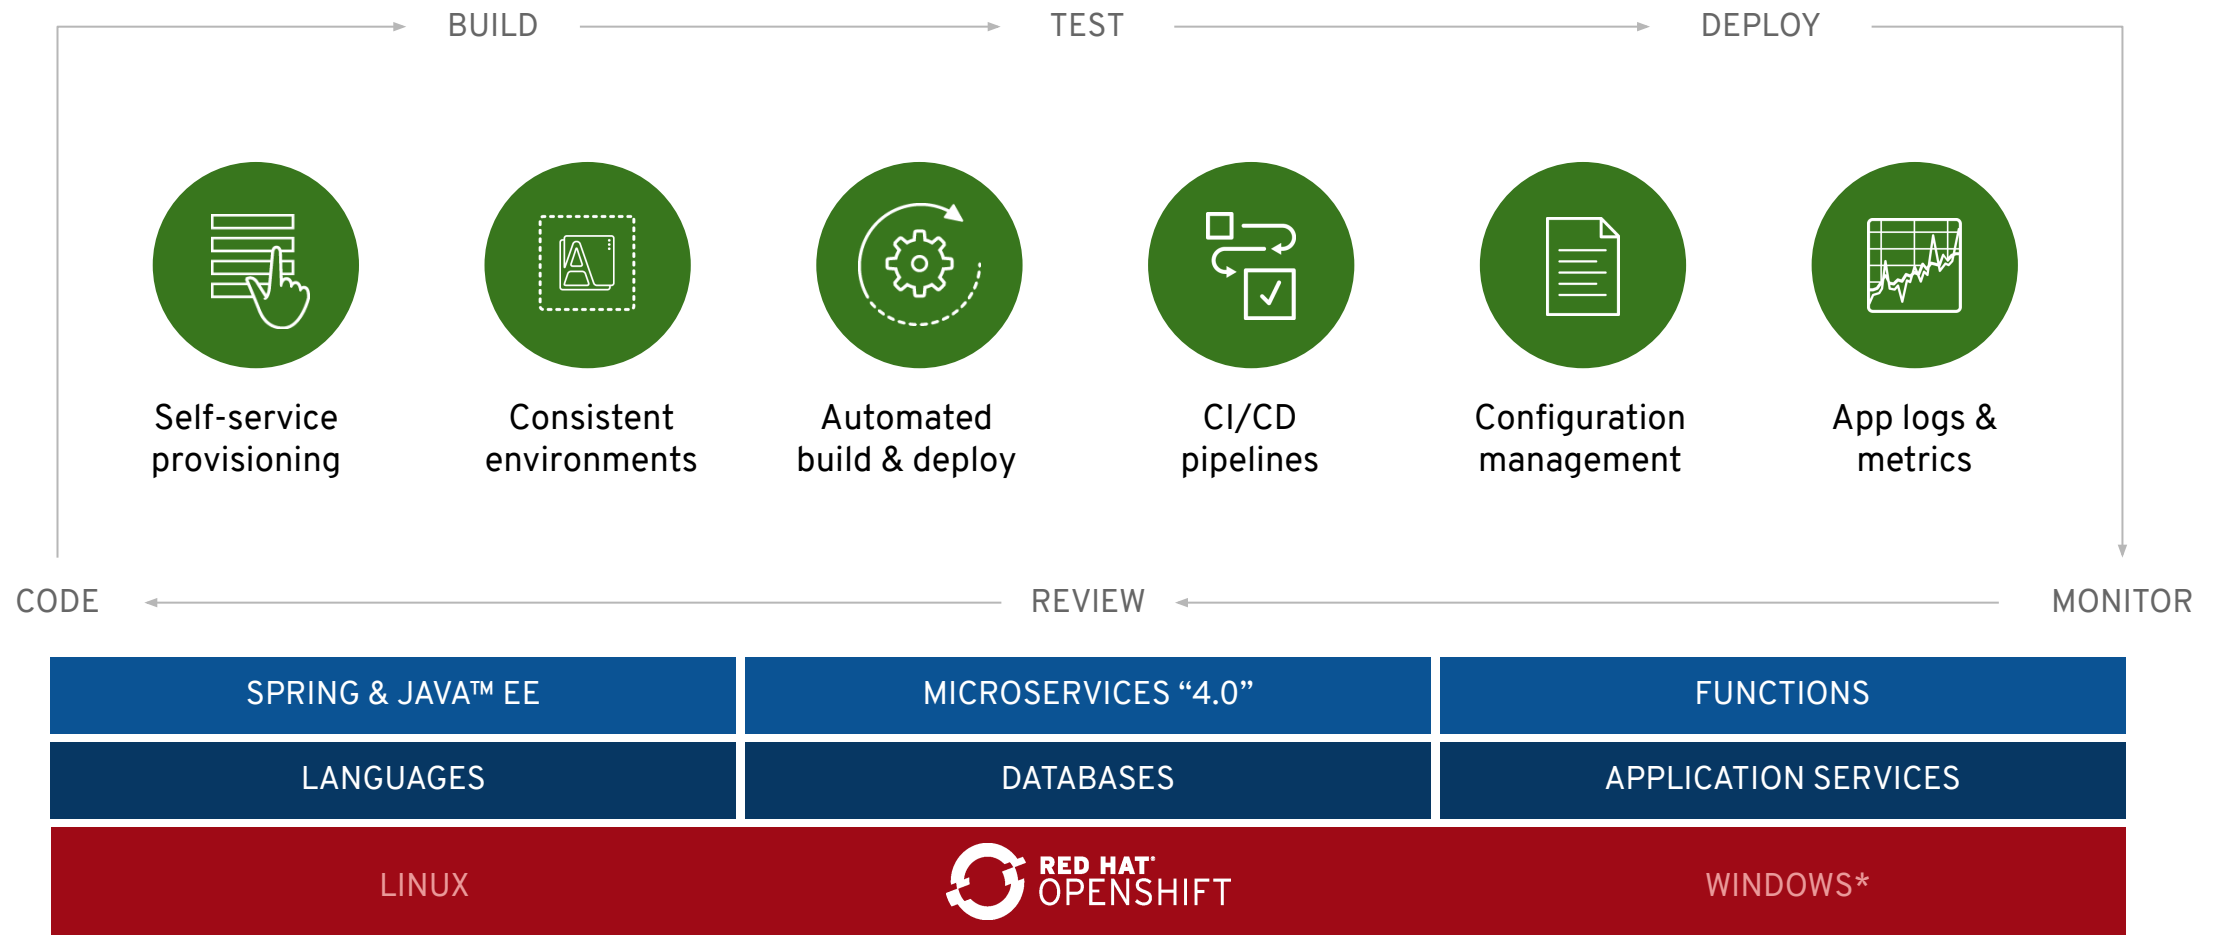 BUILD
TEST
DEPLOY
Self-service
provisioning
Consistent
environments
Automated
build & deploy
CI/CD
pipelines
Configuration
management
App logs &
metrics
CODE
REVIEW
MONITOR
SPRING & JAVA™ EE
MICROSERVICES “4.0”
FUNCTIONS
LANGUAGES
DATABASES
APPLICATION SERVICES
LINUX
RED HAT®
OPENSHIFT
WINDOWS*